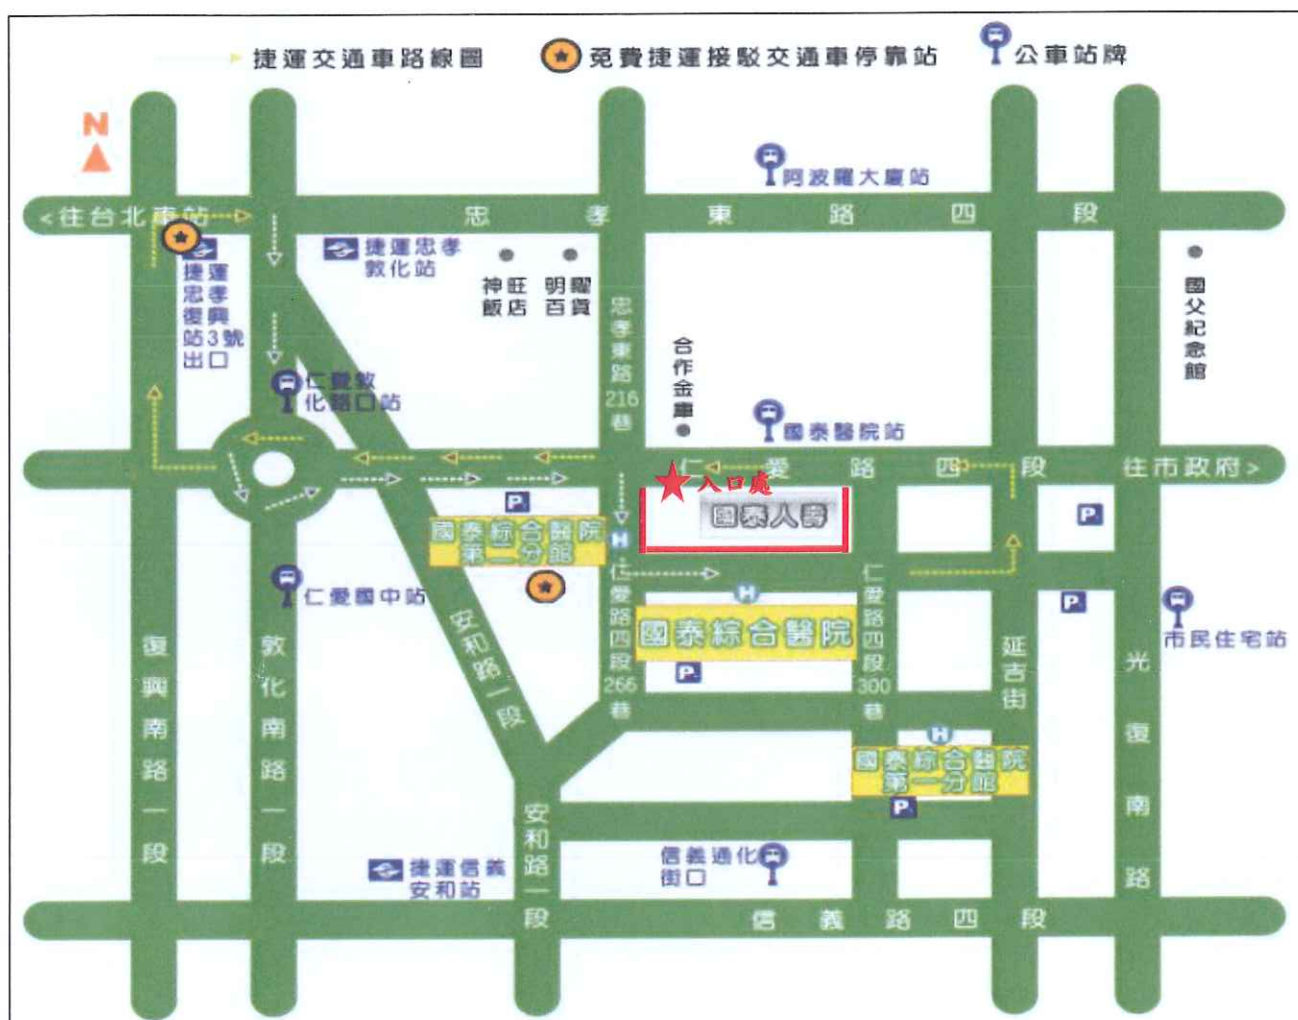 捷運交通車路線圖
免費捷運接駁交通車停靠站
公車站牌
N
阿波羅大廈站
<往台北車站
忠孝東路四段
捷運
忠孝
復興
站3號
出口
捷運忠孝
敦化站
神旺
飯店
明曜
百貨
忠孝東路216巷
合作金庫
國父紀念館
仁愛敦
化路口站
國泰醫院站
仁愛路四段
往市政府>
入口處
國泰人壽
P
P
國泰綜合醫院
第二分館
H
仁愛國中站
仁愛路四段266巷
H
國泰綜合醫院
P
仁愛路四段300巷
P
市民住宅站
復興南路一段
敦化南路一段
安和路一段
延吉街
光復南路
H
國泰綜合醫院
第一分館
P
安和路一段
捷運信義
安和站
信義通化
街口
信義路四段